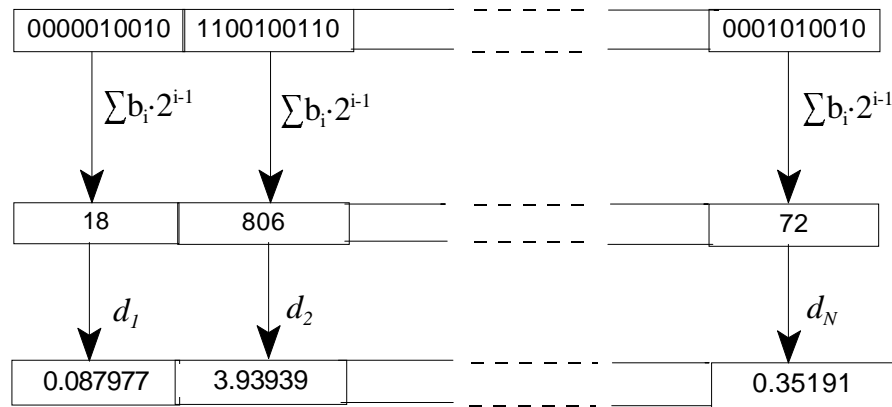 0000010010 1100100110 0001010010
∑bᵢ·2ⁱ⁻¹ ∑bᵢ·2ⁱ⁻¹ ∑bᵢ·2ⁱ⁻¹
18 806 72
d₁ d₂ d_N
0.087977 3.93939 0.35191